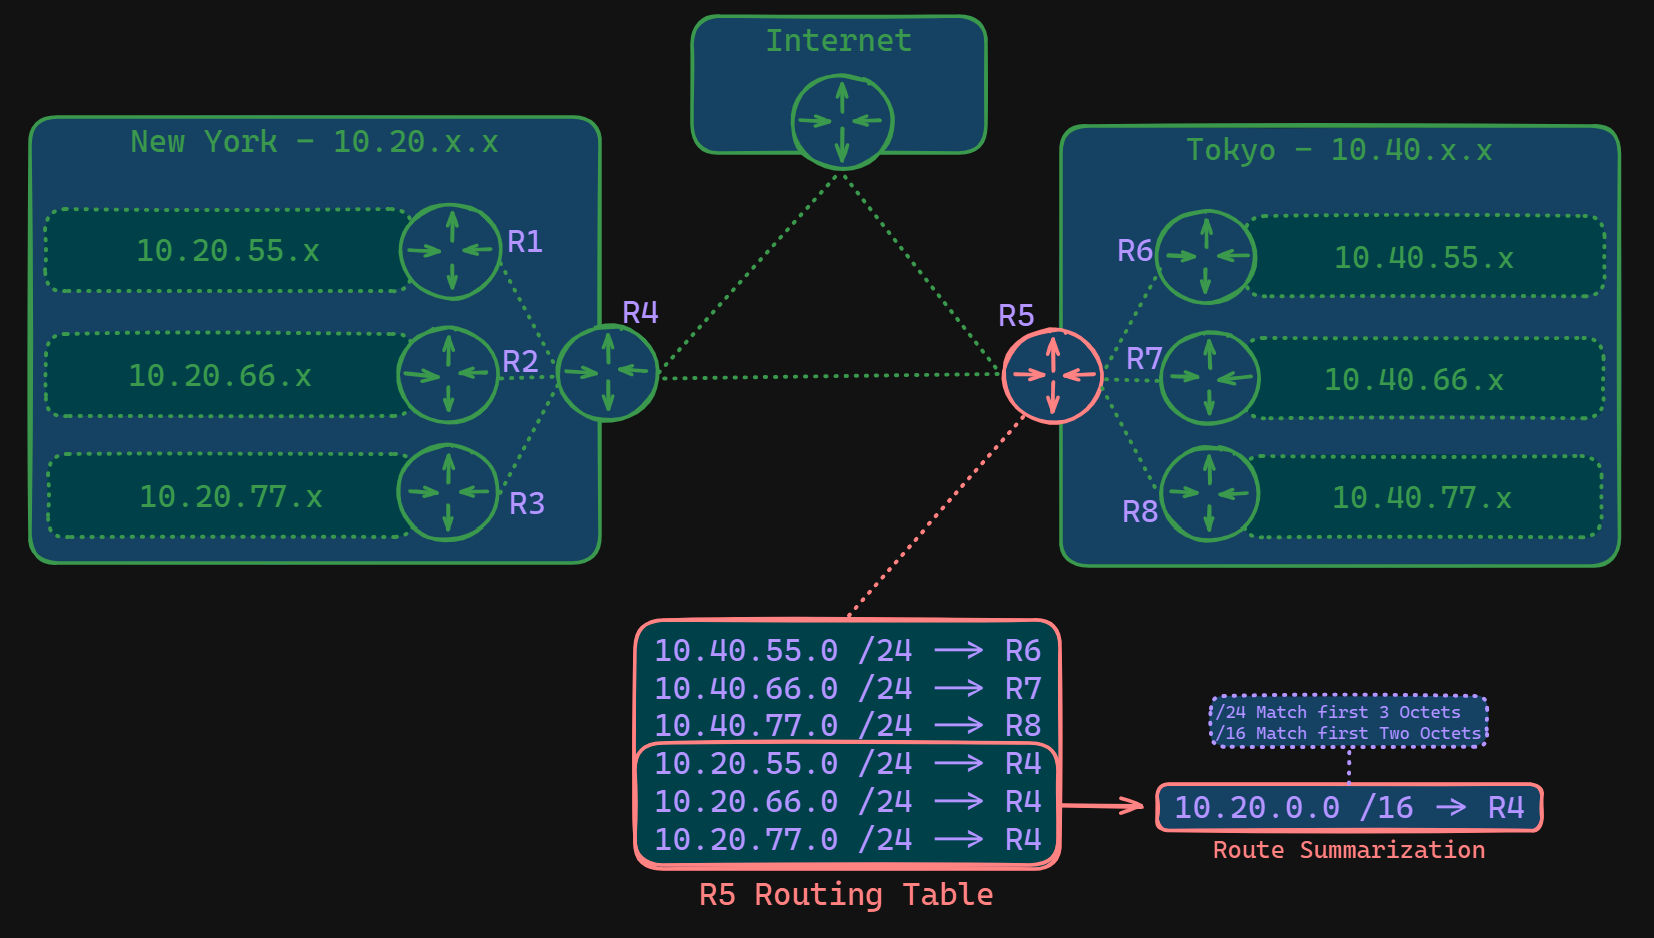 Internet
New York - 10.20.x.x
Tokyo - 10.40.x.x
10.20.55.x
R1
10.20.66.x
R2
10.20.77.x
R3
R4
R5
R6
10.40.55.x
R7
10.40.66.x
R8
10.40.77.x
10.40.55.0 /24 → R6
10.40.66.0 /24 → R7
10.40.77.0 /24 → R8
10.20.55.0 /24 → R4
10.20.66.0 /24 → R4
10.20.77.0 /24 → R4
R5 Routing Table
/24 Match first 3 Octets
/16 Match first Two Octets
10.20.0.0 /16 → R4
Route Summarization